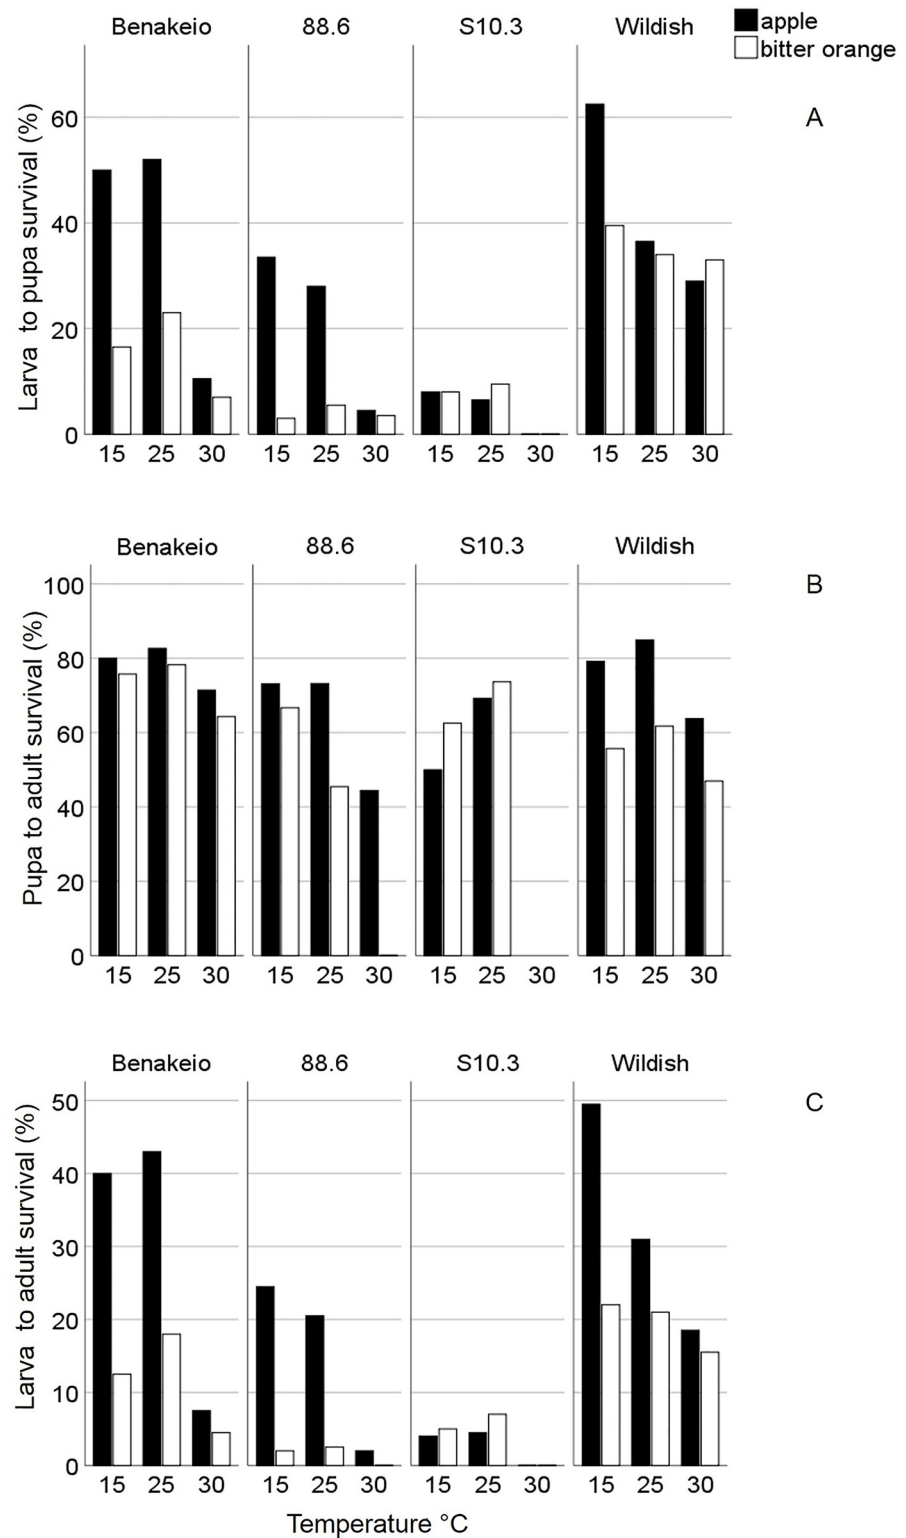 Benakeio 88.6 S10.3 Wildish
apple
bitter orange
A
Larva to pupa survival (%)
60
40
20
0
15 25 30 15 25 30 15 25 30 15 25 30
Benakeio 88.6 S10.3 Wildish
B
Pupa to adult survival (%)
100
80
60
40
20
0
15 25 30 15 25 30 15 25 30 15 25 30
Benakeio 88.6 S10.3 Wildish
C
Larva to adult survival (%)
50
40
30
20
10
0
15 25 30 15 25 30 15 25 30 15 25 30
Temperature °C